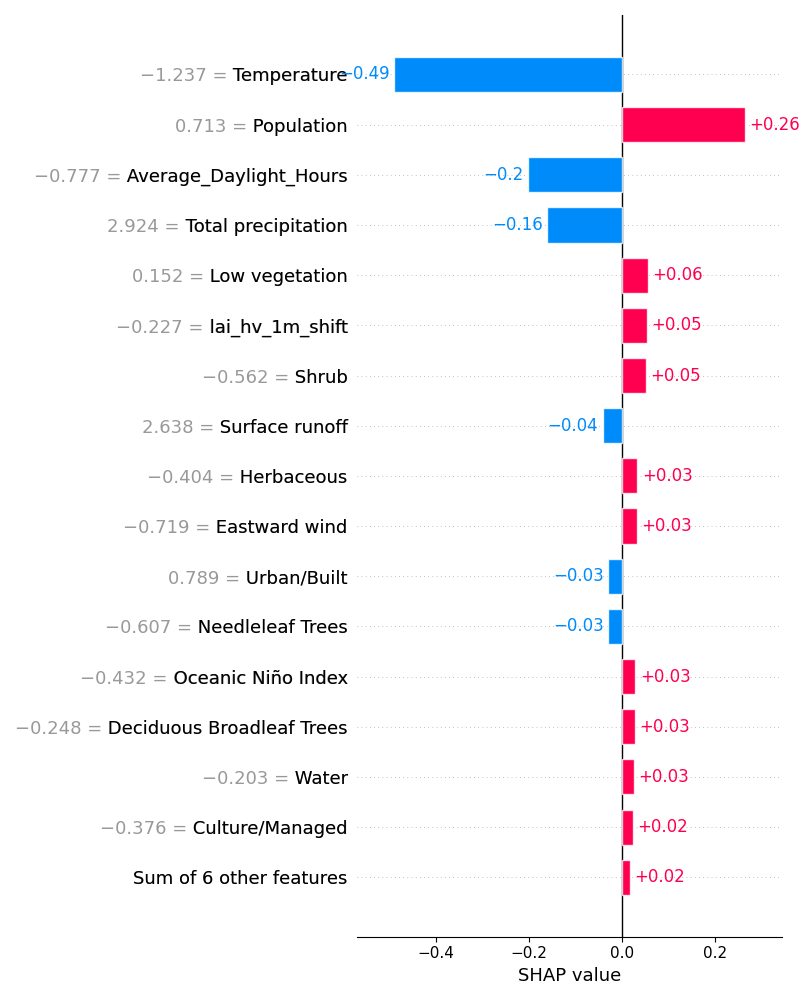 −1.237 = Temperature −0.49
0.713 = Population +0.26
−0.777 = Average_Daylight_Hours −0.2
2.924 = Total precipitation −0.16
0.152 = Low vegetation +0.06
−0.227 = lai_hv_1m_shift +0.05
−0.562 = Shrub +0.05
2.638 = Surface runoff −0.04
−0.404 = Herbaceous +0.03
−0.719 = Eastward wind +0.03
0.789 = Urban/Built −0.03
−0.607 = Needleleaf Trees −0.03
−0.432 = Oceanic Niño Index +0.03
−0.248 = Deciduous Broadleaf Trees +0.03
−0.203 = Water +0.03
−0.376 = Culture/Managed +0.02
Sum of 6 other features +0.02
−0.4 −0.2 0.0 0.2
SHAP value